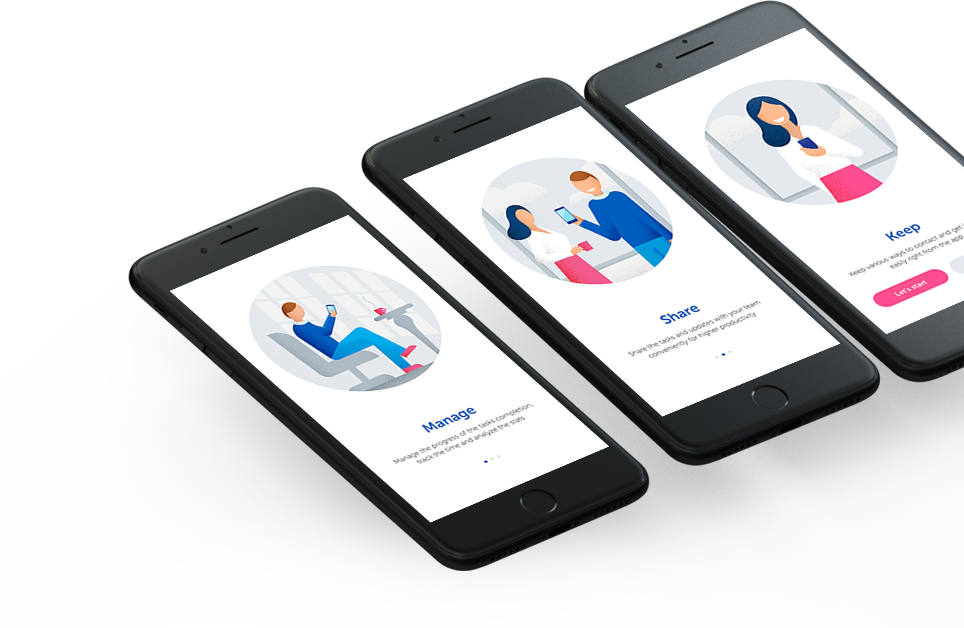 Manage
Manage the progress of the tasks completion,
track the time and analyze the stats
Share
Share the tasks and updates with your team
conveniently for higher productivity
Keep
Keep various ways to contact and get
easily right from the app
Let's start